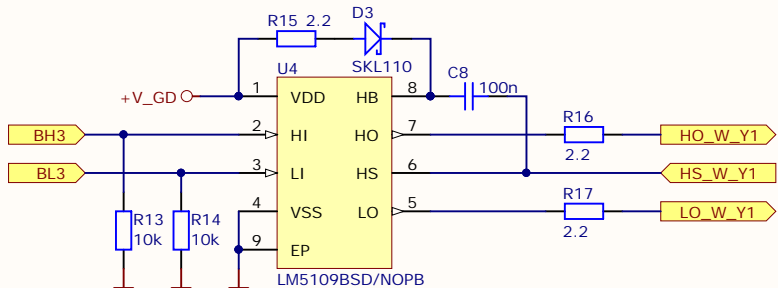 R15 2.2
D3
SKL110
U4
C8
100n
+V_GD
1
VDD
HB
8
BH3
2
HI
HO
7
R16
2.2
HO_W_Y1
BL3
3
LI
HS
6
HS_W_Y1
R13
10k
R14
10k
4
VSS
LO
5
R17
2.2
LO_W_Y1
9
EP
LM5109BSD/NOPB